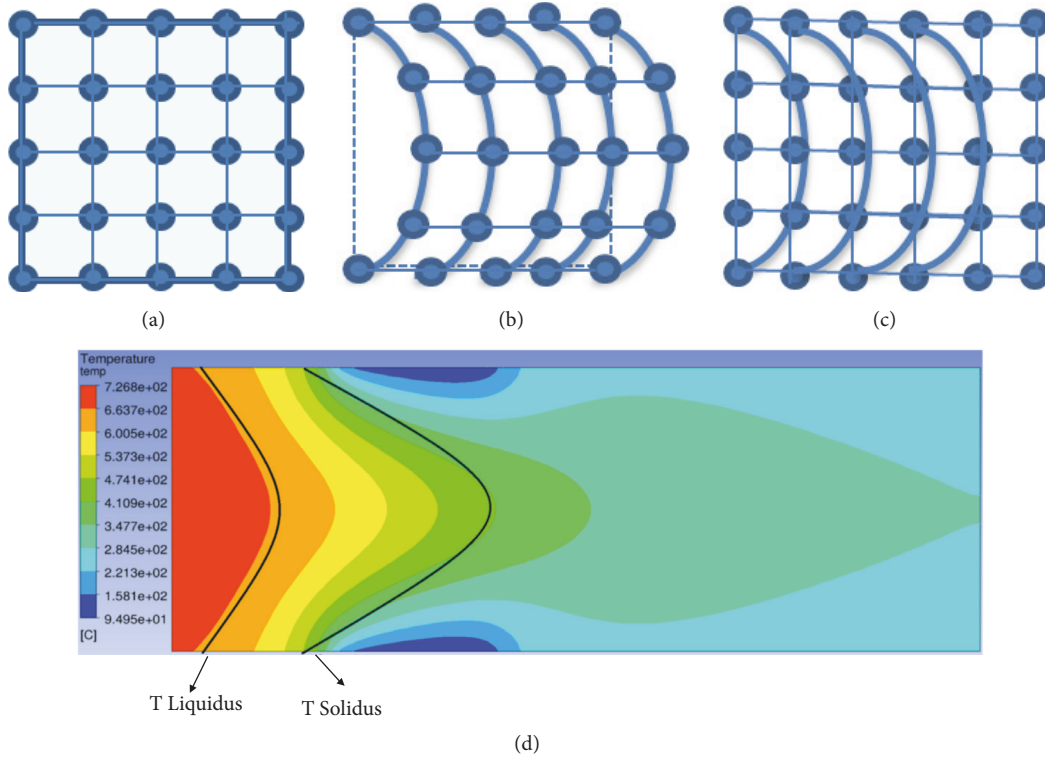 (a)
(b)
(c)
Temperature
temp
7.268e+02
6.637e+02
6.005e+02
5.373e+02
4.741e+02
4.109e+02
3.477e+02
2.845e+02
2.213e+02
1.581e+02
9.495e+01
[C]
T Liquidus
T Solidus
(d)